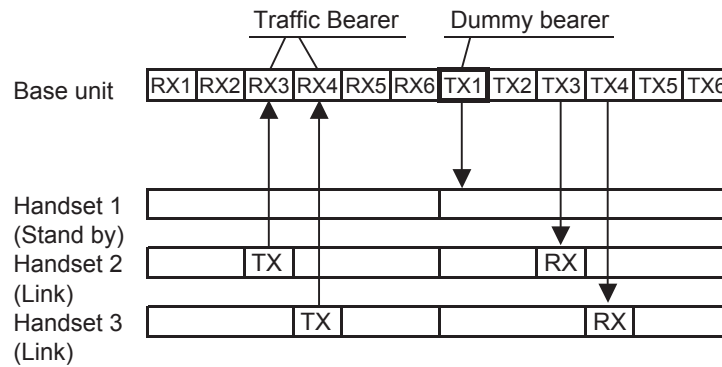 Traffic Bearer Dummy bearer
Base unit RX1 RX2 RX3 RX4 RX5 RX6 TX1 TX2 TX3 TX4 TX5 TX6
Handset 1
(Stand by)
Handset 2 TX RX
(Link)
Handset 3 TX RX
(Link)